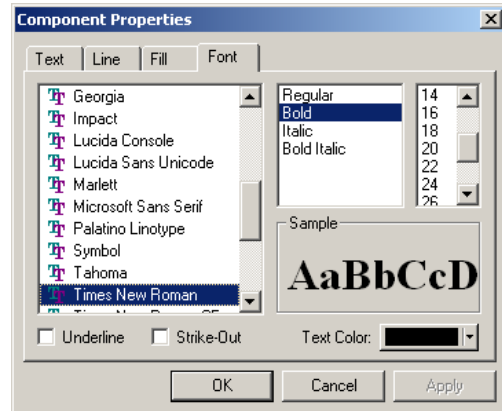 Component Properties
Text Line Fill Font
Georgia
Impact
Lucida Console
Lucida Sans Unicode
Marlett
Microsoft Sans Serif
Palatino Linotype
Symbol
Tahoma
Times New Roman
Regular
Bold
Italic
Bold Italic
14
16
18
20
22
24
26
Sample
AaBbCcD
Underline Strike-Out Text Color:
OK Cancel Apply